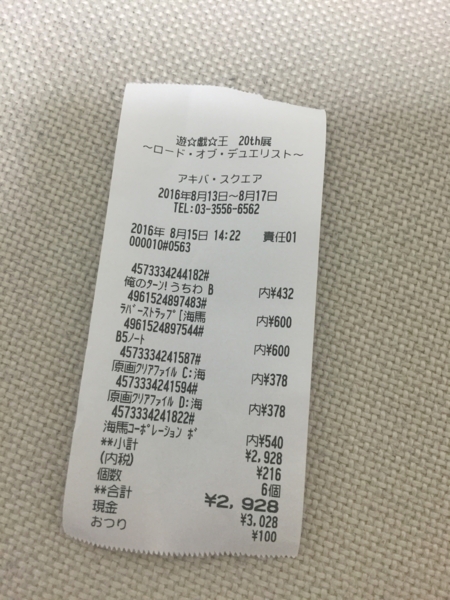 遊☆戯☆王 20th展
～ロード・オブ・デュエリスト～
アキバ・スクエア
2016年8月13日～8月17日
TEL:03-3556-6562
2016年 8月15日 14:22 責任01
000010#0563
4573334244182#
俺のターン!うちわ B 内¥432
4961524897483#
ラバーストラップ[海馬 内¥600
4961524897544#
B5ノート 内¥600
4573334241587#
原画クリアファイル C:海 内¥378
4573334241594#
原画クリアファイル D:海 内¥378
4573334241822#
海馬コーポレーション ボ 内¥540
**小計 ¥2,928
(内税) ¥216
個数 6個
**合計 ¥2,928
現金 ¥3,028
おつり ¥100